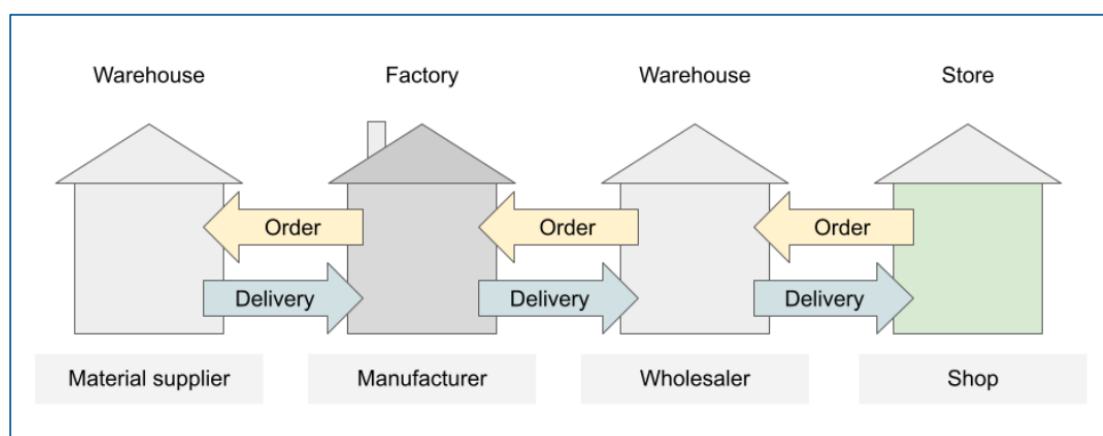 Warehouse
Factory
Warehouse
Store
Order
Order
Order
Delivery
Delivery
Delivery
Material supplier
Manufacturer
Wholesaler
Shop